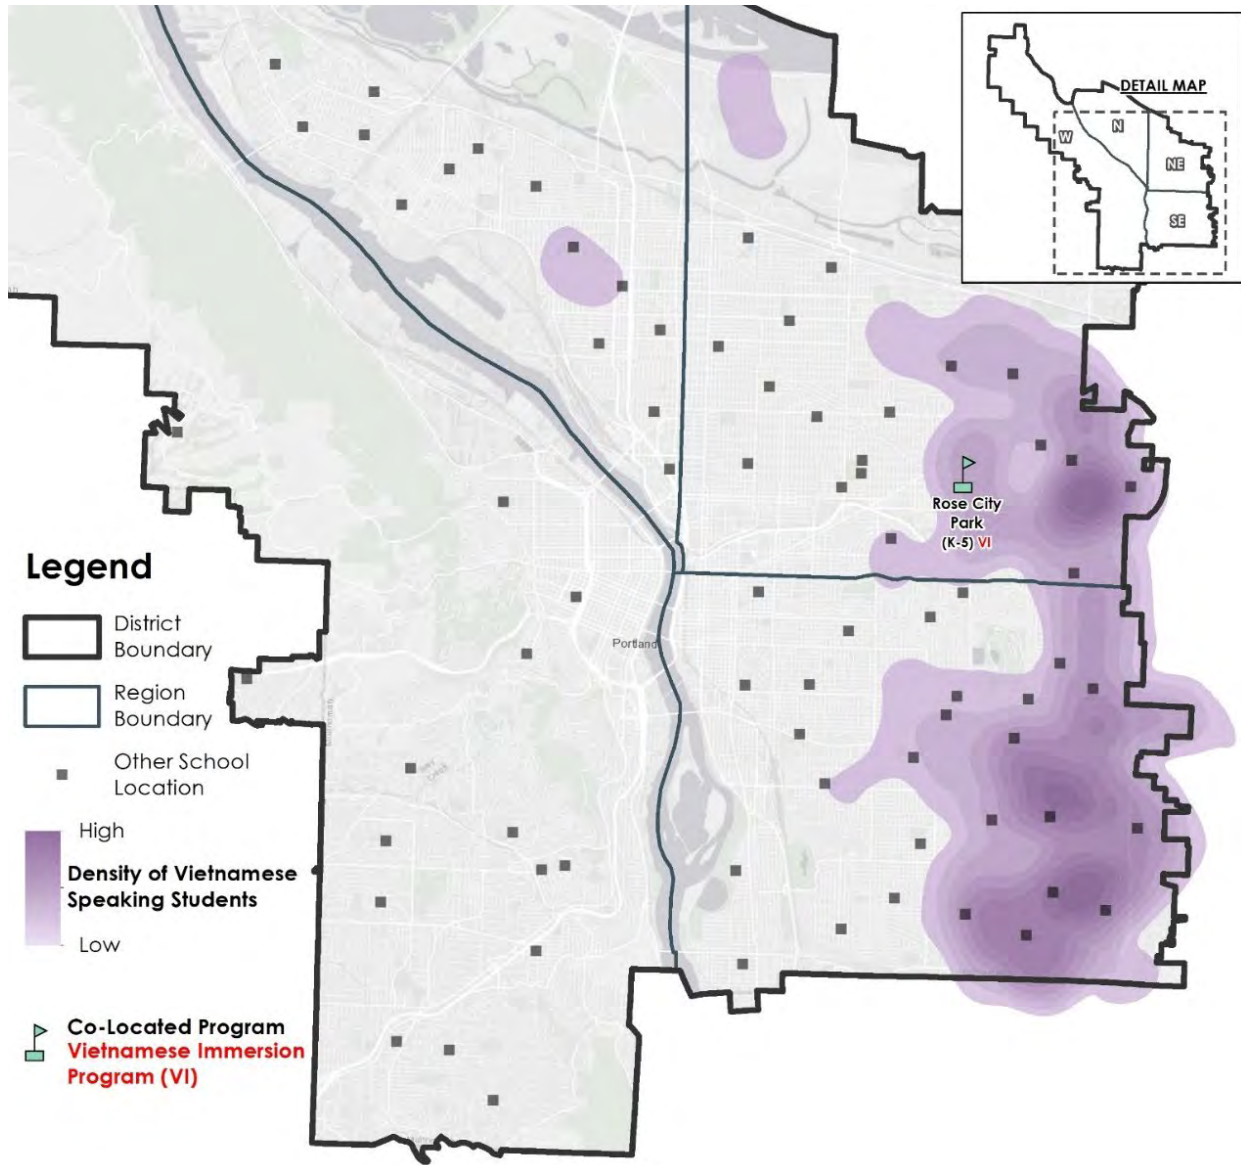 DETAIL MAP
W
N
NE
SE
Rose City
Park
(K-5) VI
Portland
Legend
District
Boundary
Region
Boundary
Other School
Location
High
Density of Vietnamese
Speaking Students
Low
Co-Located Program
Vietnamese Immersion
Program (VI)